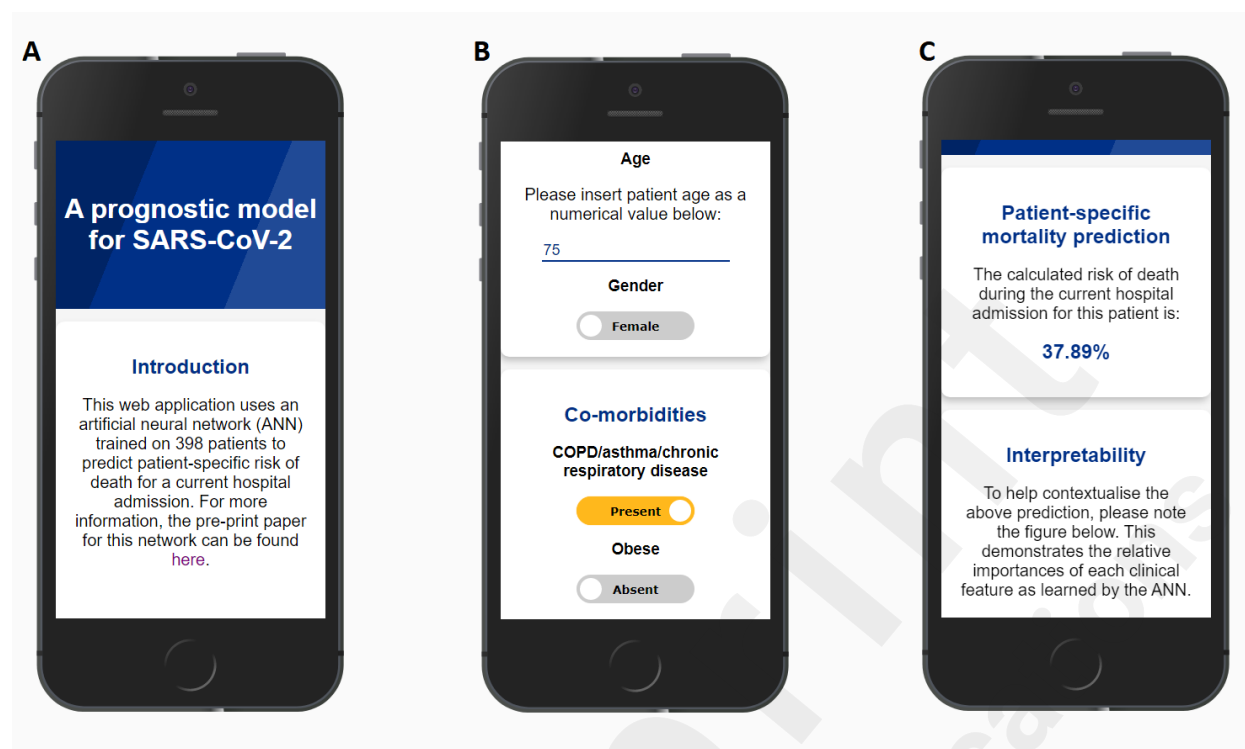 A
A prognostic model
for SARS-CoV-2
Introduction
This web application uses an
artificial neural network (ANN)
trained on 398 patients to
predict patient-specific risk of
death for a current hospital
admission. For more
information, the pre-print paper
for this network can be found
here.
B
Age
Please insert patient age as a
numerical value below:
75
Gender
Female
Co-morbidities
COPD/asthma/chronic
respiratory disease
Present
Obese
Absent
C
Patient-specific
mortality prediction
The calculated risk of death
during the current hospital
admission for this patient is:
37.89%
Interpretability
To help contextualise the
above prediction, please note
the figure below. This
demonstrates the relative
importances of each clinical
feature as learned by the ANN.